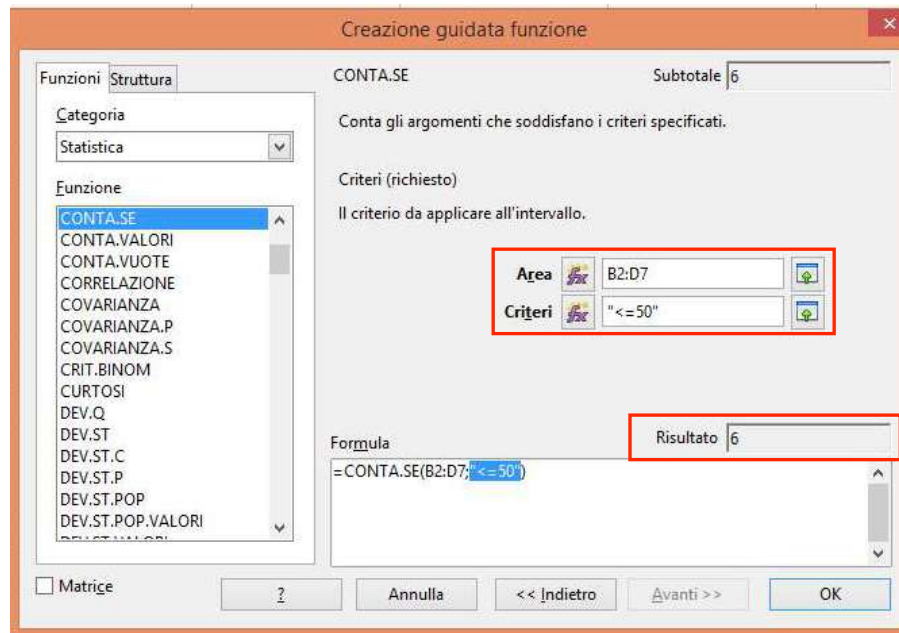 Creazione guidata funzione
×
Funzioni Struttura
Categoria
Statistica
Funzione
CONTA.SE
CONTA.VALORI
CONTA.VUOTE
CORRELAZIONE
COVARIANZA
COVARIANZA.P
COVARIANZA.S
CRIT.BINOM
CURTOSI
DEV.Q
DEV.ST
DEV.ST.C
DEV.ST.P
DEV.ST.POP
DEV.ST.POP.VALORI
CONTA.SE
Subtotale 6
Conta gli argomenti che soddisfano i criteri specificati.
Criteri (richiesto)
Il criterio da applicare all'intervallo.
Area fx B2:D7
Criteri fx "<=50"
Formula
Risultato 6
=CONTA.SE(B2:D7;"<=50")
Matrice
?
Annulla
<< Indietro
Avanti >>
OK